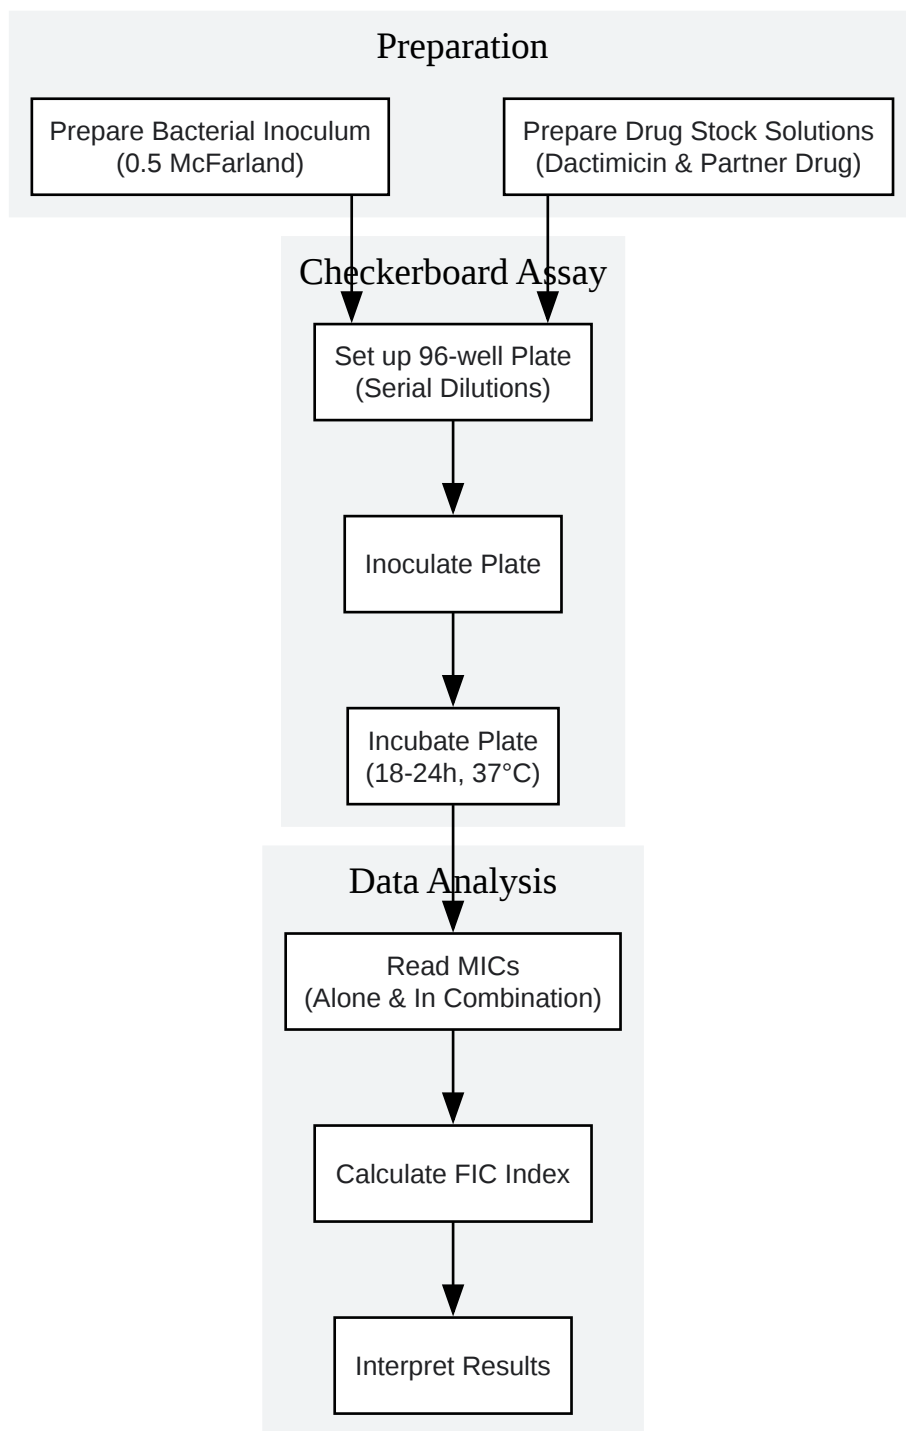 Preparation
Prepare Bacterial Inoculum
(0.5 McFarland)
Prepare Drug Stock Solutions
(Dactimicin & Partner Drug)
Checkerboard Assay
Set up 96-well Plate
(Serial Dilutions)
Inoculate Plate
Incubate Plate
(18-24h, 37°C)
Data Analysis
Read MICs
(Alone & In Combination)
Calculate FIC Index
Interpret Results